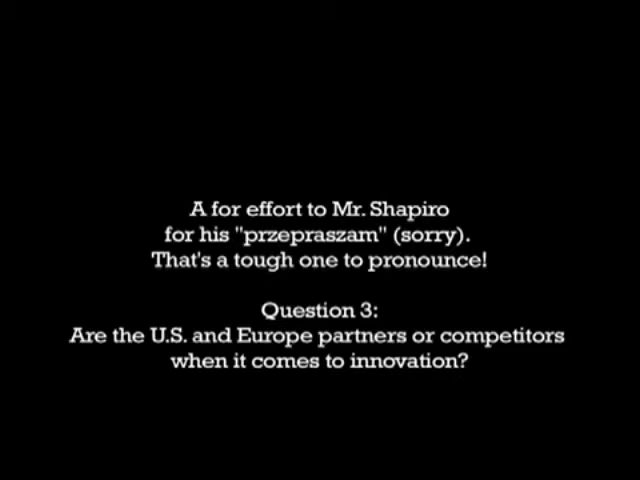 A for effort to Mr. Shapiro
for his "przepraszam" (sorry).
That's a tough one to pronounce!
Question 3:
Are the U.S. and Europe partners or competitors
when it comes to innovation?